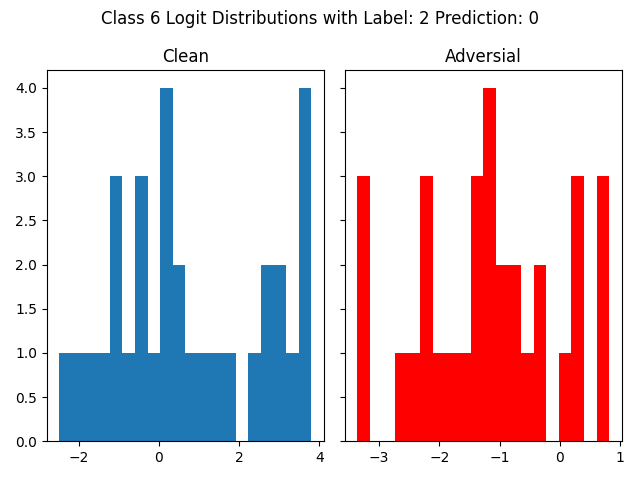 Class 6 Logit Distributions with Label: 2 Prediction: 0
Clean
Adversial
4.0
3.5
3.0
2.5
2.0
1.5
1.0
0.5
0.0
−2 0 2 4
−3 −2 −1 0 1